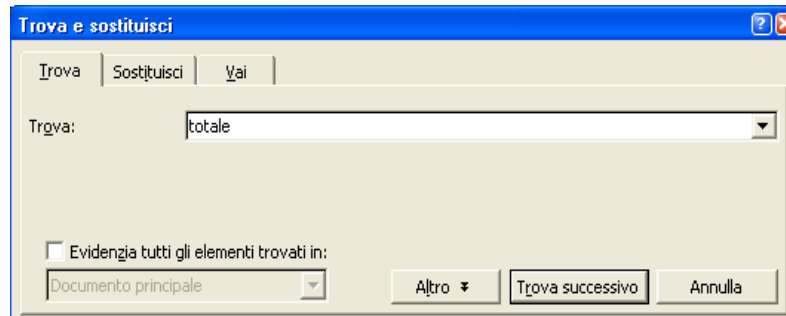 Trova e sostituisci
Trova Sostituisci Vai
Trova: totale
Evidenzia tutti gli elementi trovati in:
Documento principale
Altro Trova successivo Annulla